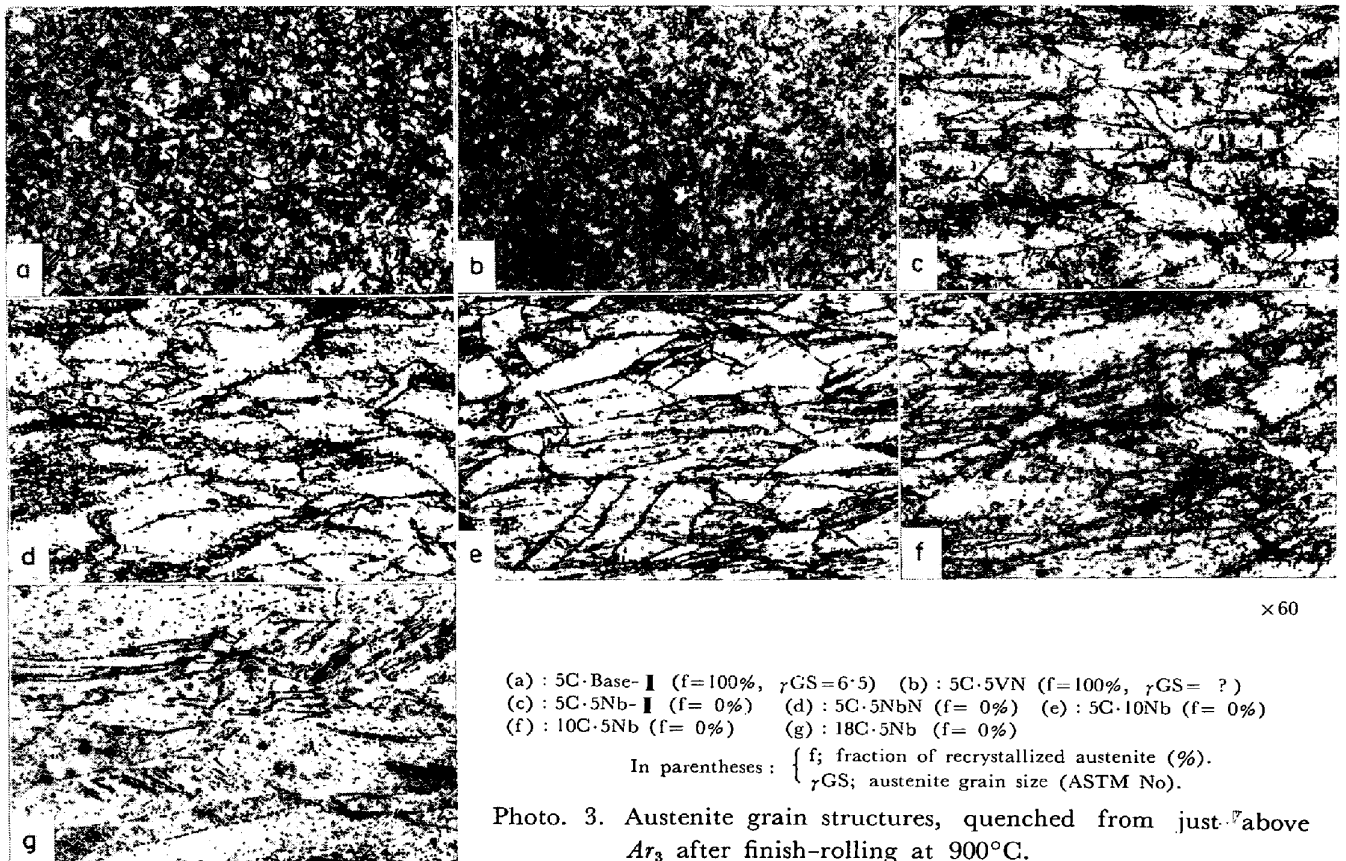 a
b
c
d
e
f
g
×60
(a) : 5C·Base-I (f=100%, γGS=6·5) (b) : 5C·5VN (f=100%, γGS= ?)
(c) : 5C·5Nb-I (f= 0%) (d) : 5C·5NbN (f= 0%) (e) : 5C·10Nb (f= 0%)
(f) : 10C·5Nb (f= 0%) (g) : 18C·5Nb (f= 0%)
In parentheses : { f; fraction of recrystallized austenite (%).
γGS; austenite grain size (ASTM No).
Photo. 3. Austenite grain structures, quenched from just above
Ar₃ after finish-rolling at 900°C.